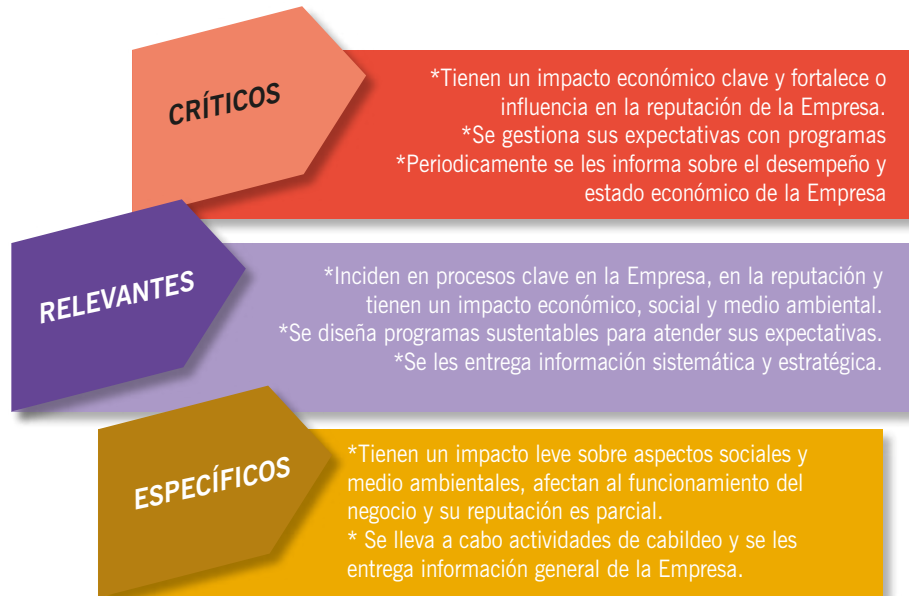 CRÍTICOS
*Tienen un impacto económico clave y fortalece o
influencia en la reputación de la Empresa.
*Se gestiona sus expectativas con programas
*Periodicamente se les informa sobre el desempeño y
estado económico de la Empresa
RELEVANTES
*Inciden en procesos clave en la Empresa, en la reputación y
tienen un impacto económico, social y medio ambiental.
*Se diseña programas sustentables para atender sus expectativas.
*Se les entrega información sistemática y estratégica.
ESPECÍFICOS
*Tienen un impacto leve sobre aspectos sociales y
medio ambientales, afectan al funcionamiento del
negocio y su reputación es parcial.
* Se lleva a cabo actividades de cabildeo y se les
entrega información general de la Empresa.